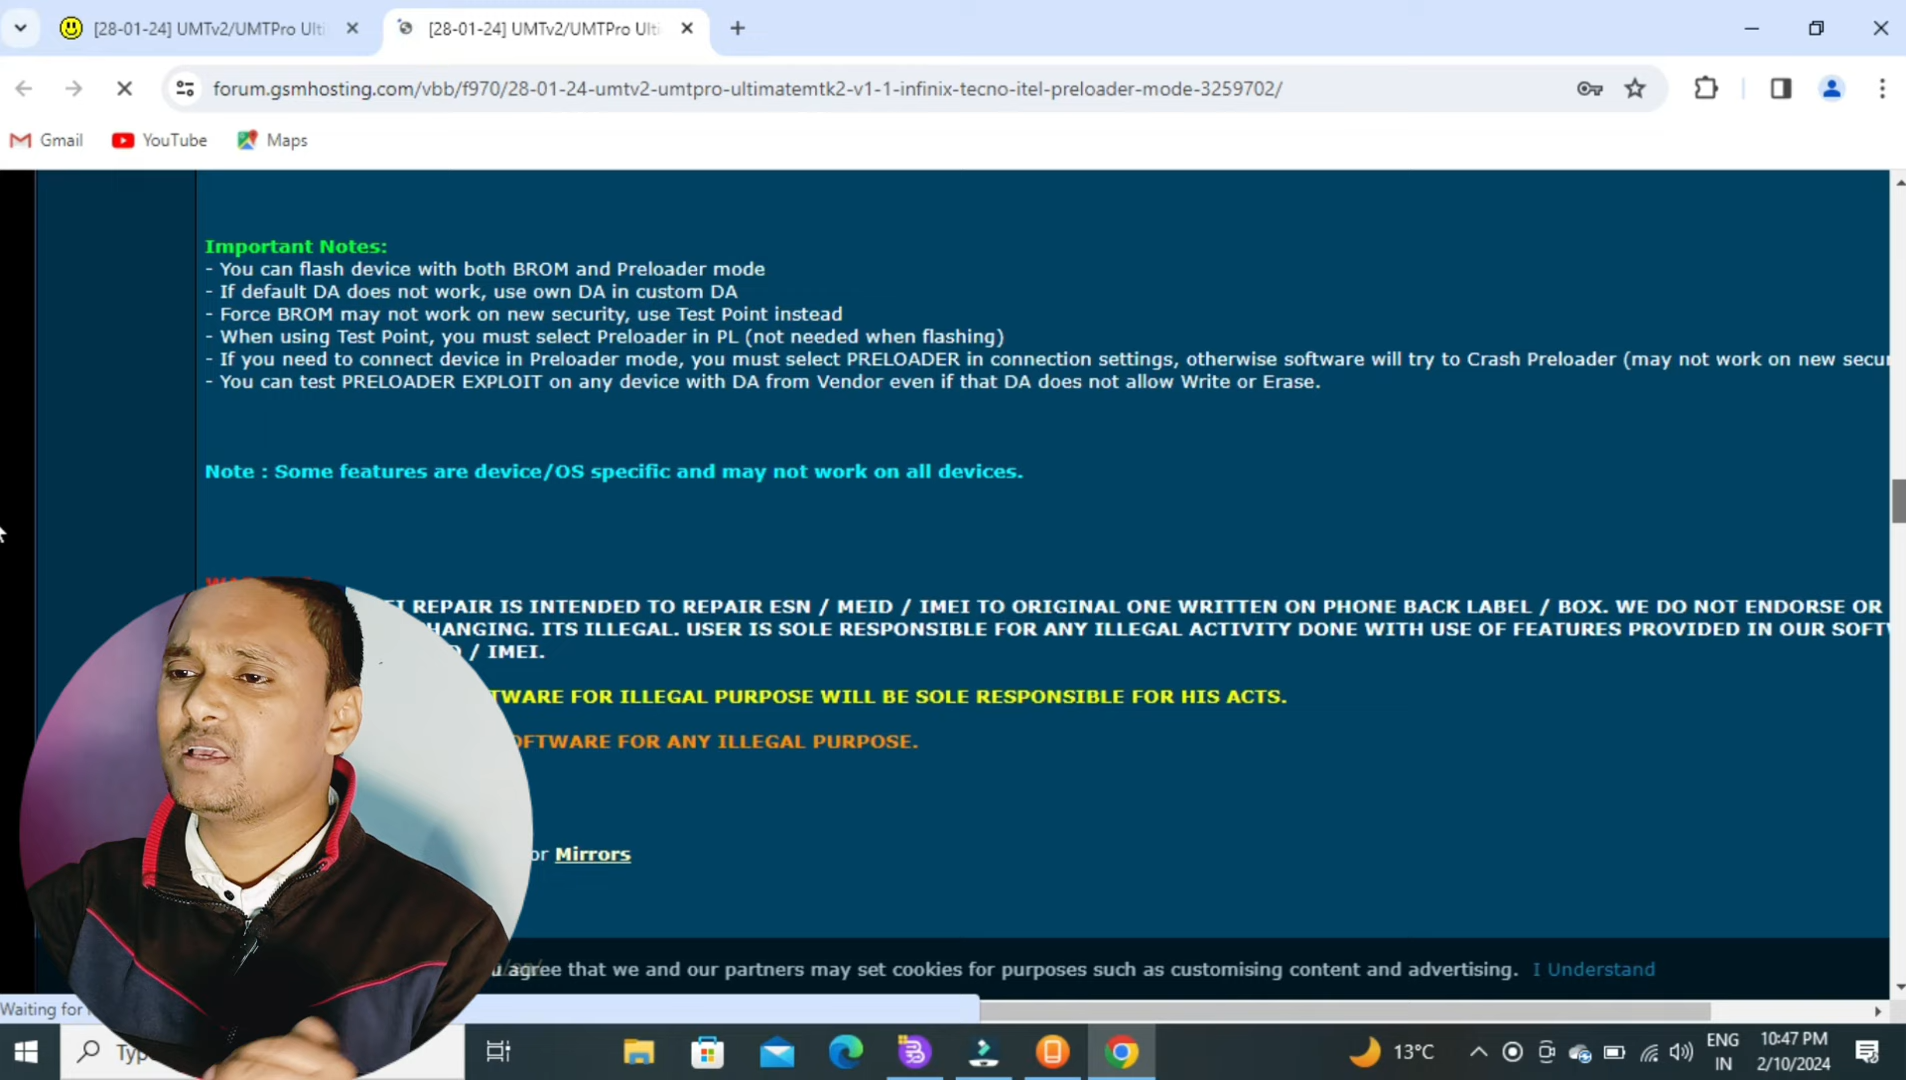 [28-01-24] UMTv2/UMTPro Ulti
[28-01-24] UMTv2/UMTPro Ulti
forum.gsmhosting.com/vbb/f970/28-01-24-umtv2-umtpro-ultimatemtk2-v1-1-infinix-tecno-itel-preloader-mode-3259702/
Gmail
YouTube
Maps
Important Notes:
- You can flash device with both BROM and Preloader mode
- If default DA does not work, use own DA in custom DA
- Force BROM may not work on new security, use Test Point instead
- When using Test Point, you must select Preloader in PL (not needed when flashing)
- If you need to connect device in Preloader mode, you must select PRELOADER in connection settings, otherwise software will try to Crash Preloader (may not work on new secur
- You can test PRELOADER EXPLOIT on any device with DA from Vendor even if that DA does not allow Write or Erase.
Note : Some features are device/OS specific and may not work on all devices.
REPAIR IS INTENDED TO REPAIR ESN / MEID / IMEI TO ORIGINAL ONE WRITTEN ON PHONE BACK LABEL / BOX. WE DO NOT ENDORSE OR
HANGING. ITS ILLEGAL. USER IS SOLE RESPONSIBLE FOR ANY ILLEGAL ACTIVITY DONE WITH USE OF FEATURES PROVIDED IN OUR SOFT
/ IMEI.
TWARE FOR ILLEGAL PURPOSE WILL BE SOLE RESPONSIBLE FOR HIS ACTS.
OFTWARE FOR ANY ILLEGAL PURPOSE.
or Mirrors
agree that we and our partners may set cookies for purposes such as customising content and advertising. I Understand
Waiting for
Typ
13°C
ENG
IN
10:47 PM
2/10/2024